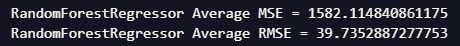 RandomForestRegressor Average MSE = 1582.114840861175
RandomForestRegressor Average RMSE = 39.7352887277753